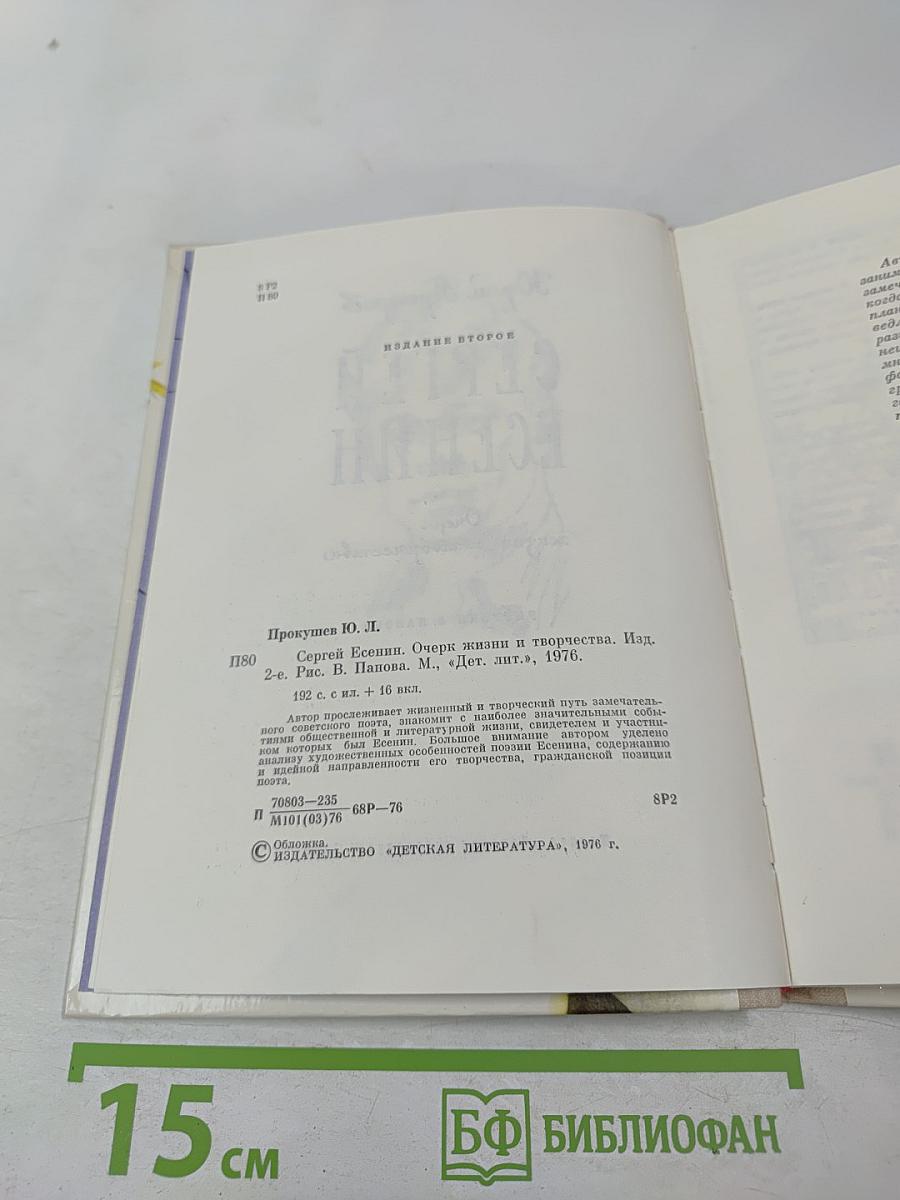 8Р2
П80
ИЗДАНИЕ ВТОРОЕ
СЕРГЕЙ
ЕСЕНИН
Прокушев Ю. Л.
П80 Сергей Есенин. Очерк жизни и творчества. Изд.
2-е. Рис. В. Панова. М., «Дет. лит.», 1976.
192 с. с ил. + 16 вкл.
Автор прослеживает жизненный и творческий путь замечатель-
ного советского поэта, знакомит с наиболее значительными собы-
тиями общественной и литературной жизни, свидетелем и участни-
ком которых был Есенин. Большое внимание автором уделено
анализу художественных особенностей поэзии Есенина, содержанию
и идейной направленности его творчества, гражданской позиции
поэта.
П 70803—235
М101(03)76 68Р—76
8Р2
© Обложка.
ИЗДАТЕЛЬСТВО «ДЕТСКАЯ ЛИТЕРАТУРА», 1976 г.
15 см
БФ БИБЛИОФАН